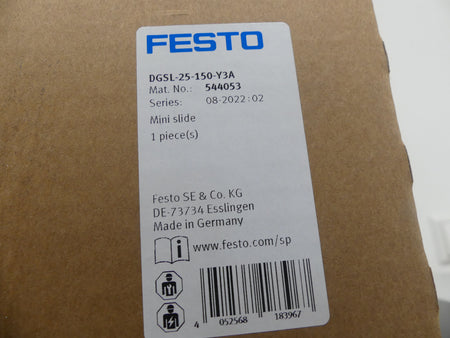 FESTO
DGSL-25-150-Y3A
Mat. No.: 544053
Series: 08-2022:02
Mini slide
1 piece(s)
Festo SE & Co. KG
DE-73734 Esslingen
Made in Germany
www.festo.com/sp
4 052568 183967